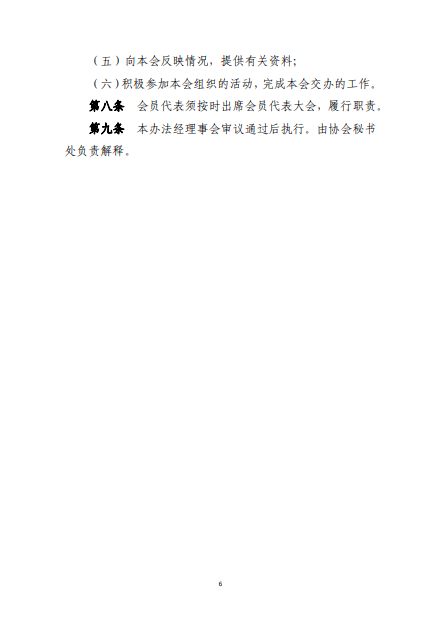 （五）向本会反映情况，提供有关资料；
（六）积极参加本会组织的活动，完成本会交办的工作。
第八条　会员代表须按时出席会员代表大会，履行职责。
第九条　本办法经理事会审议通过后执行。由协会秘书
处负责解释。
6